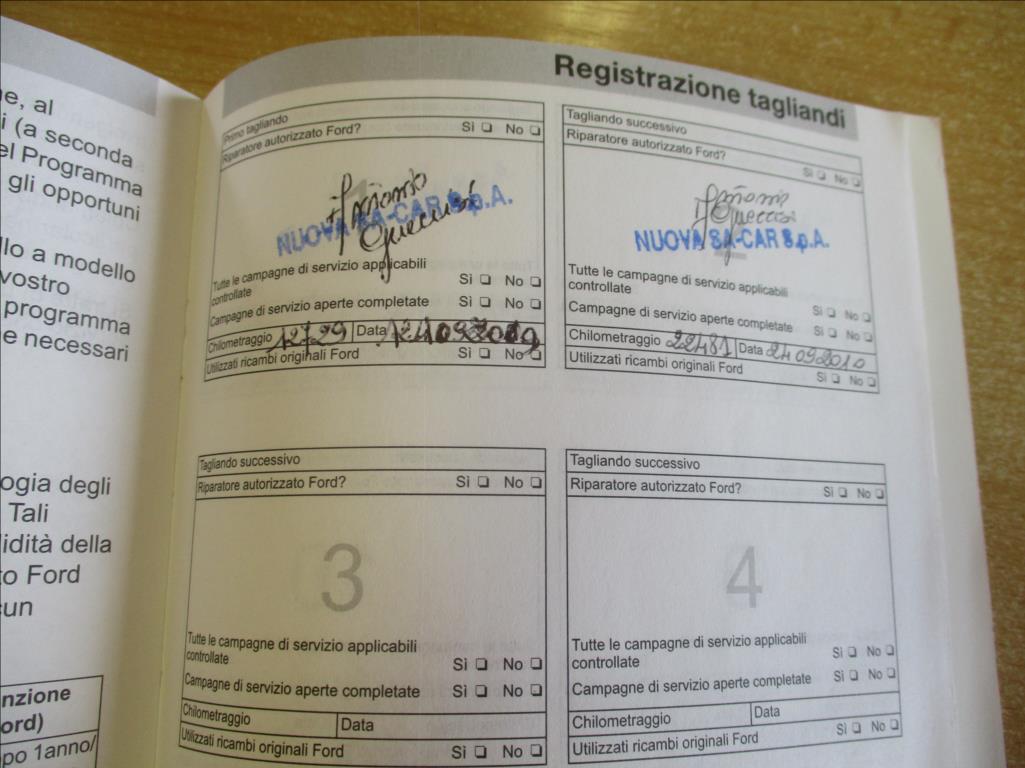 ne, al
i (a seconda
el Programma
gli opportuni
llo a modello
vostro
programma
e necessari
ogia degli
Tali
lidità della
to Ford
cun
nzione
ord)
po 1anno/
Registrazione tagliandi
Primo tagliando
Riparatore autorizzato Ford? Sì No
NUOVA SA-CAR S.p.A.
Tutte le campagne di servizio applicabili
controllate Sì No
Campagne di servizio aperte completate Sì No
Chilometraggio 12729 Data
Utilizzati ricambi originali Ford Sì No
Tagliando successivo
Riparatore autorizzato Ford?
Sì No
NUOVA SA-CAR S.p.A.
Tutte le campagne di servizio applicabili
controllate Sì No
Campagne di servizio aperte completate Sì No
Chilometraggio 22481 Data 24092010
Utilizzati ricambi originali Ford Sì No
Tagliando successivo
Riparatore autorizzato Ford? Sì No
3
Tutte le campagne di servizio applicabili
controllate Sì No
Campagne di servizio aperte completate Sì No
Chilometraggio Data
Utilizzati ricambi originali Ford Sì No
Tagliando successivo
Riparatore autorizzato Ford? Sì No
4
Tutte le campagne di servizio applicabili
controllate Sì No
Campagne di servizio aperte completate Sì No
Chilometraggio Data
Utilizzati ricambi originali Ford Sì No